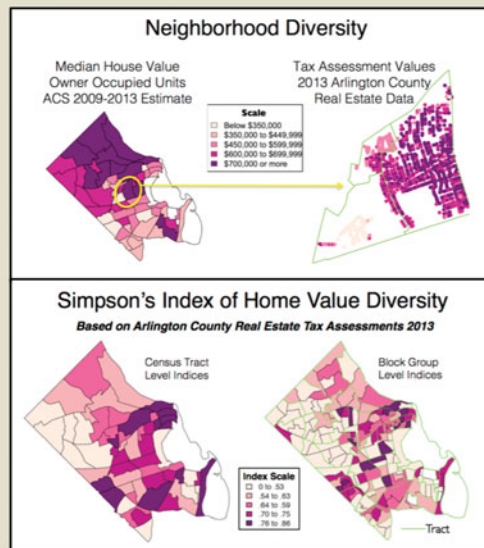 Neighborhood Diversity
Median House Value
Owner Occupied Units
ACS 2009-2013 Estimate
Tax Assessment Values
2013 Arlington County
Real Estate Data
Scale
Below $350,000
$350,000 to $449,999
$450,000 to $599,999
$600,000 to $699,999
$700,000 or more
Simpson's Index of Home Value Diversity
Based on Arlington County Real Estate Tax Assessments 2013
Census Tract
Level Indices
Block Group
Level Indices
Index Scale
0 to .53
.54 to .63
.64 to .59
.70 to .75
.76 to .86
Tract